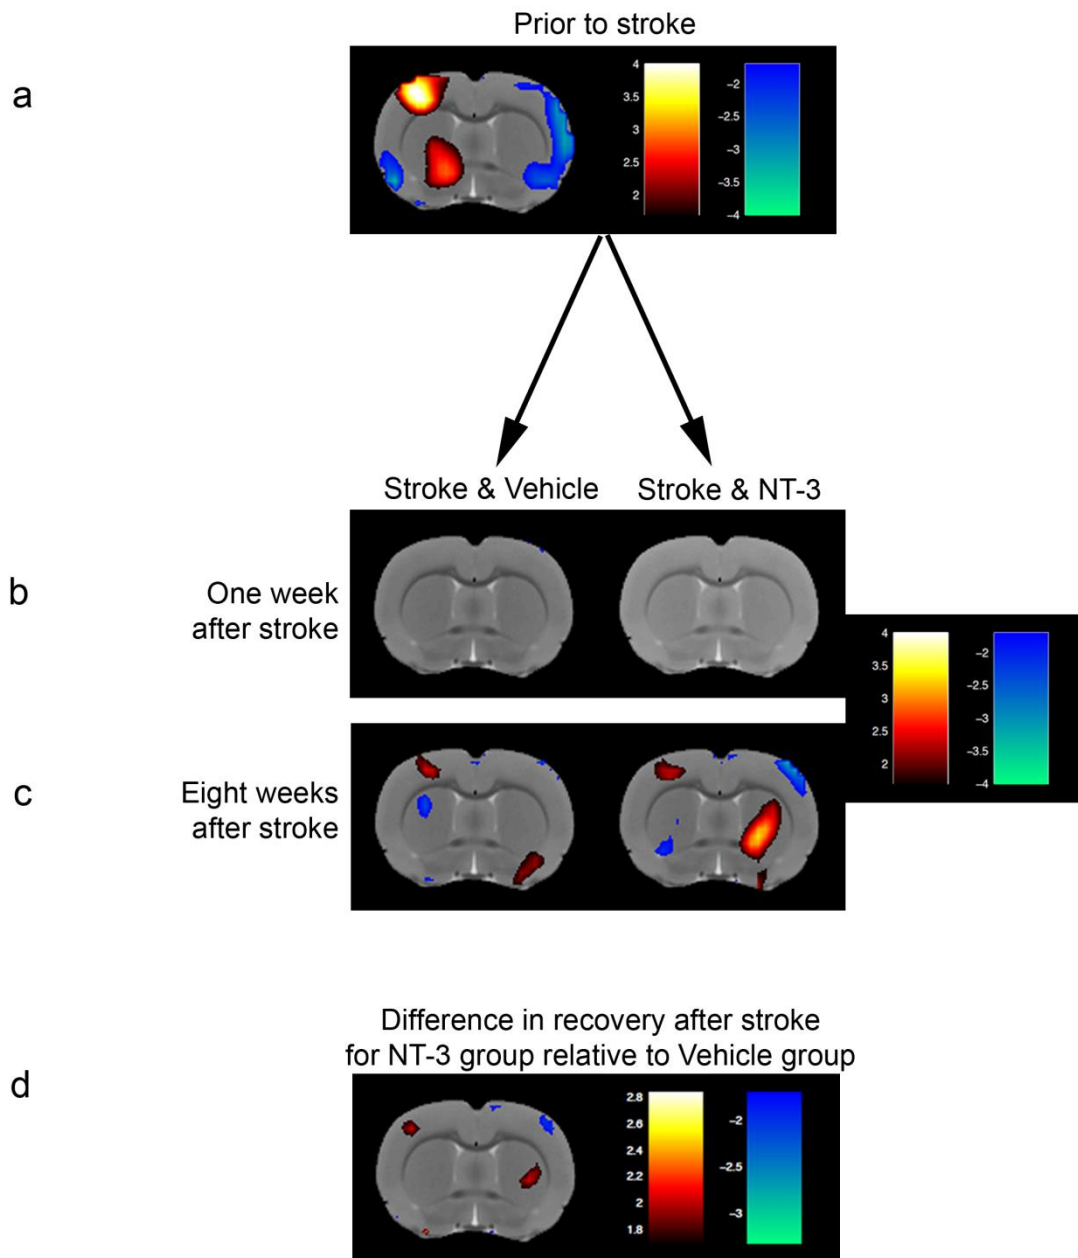 Prior to stroke
a
4
3.5
3
2.5
2
−2
−2.5
−3
−3.5
−4
Stroke & Vehicle
Stroke & NT-3
b
One week
after stroke
4
3.5
3
2.5
2
−2
−2.5
−3
−3.5
−4
c
Eight weeks
after stroke
Difference in recovery after stroke
for NT-3 group relative to Vehicle group
d
2.8
2.6
2.4
2.2
2
1.8
−2
−2.5
−3